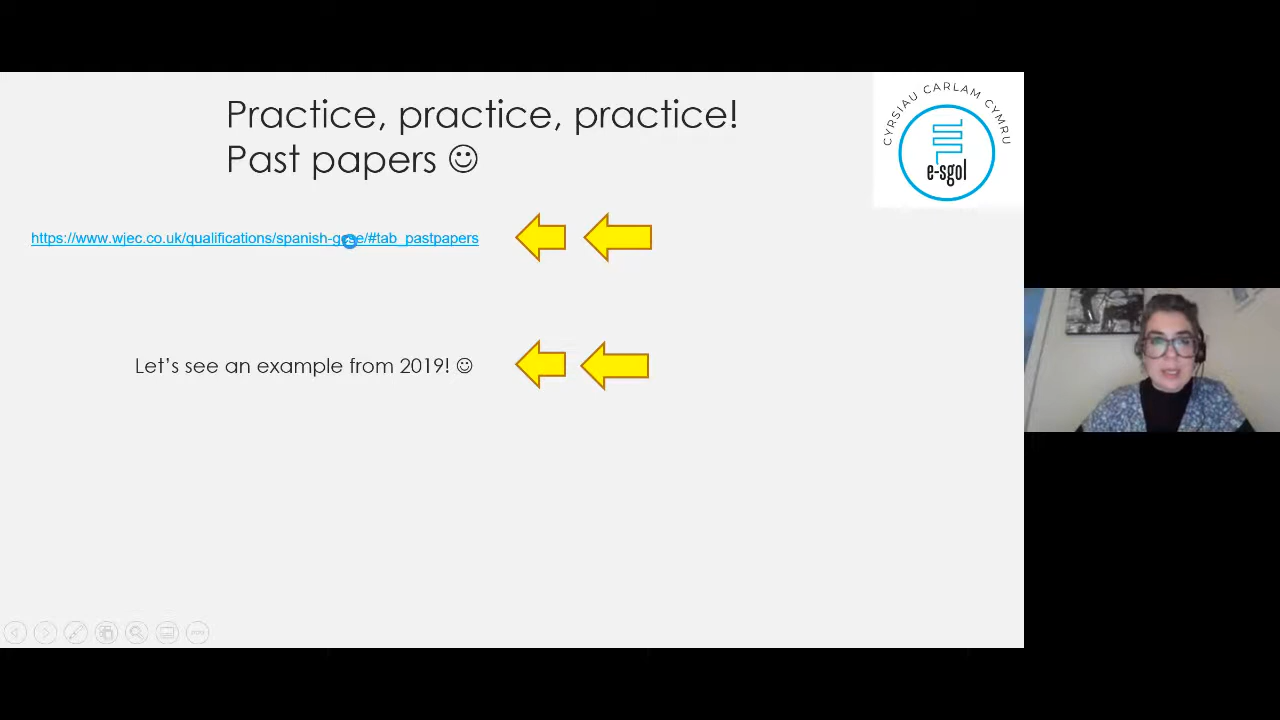 Practice, practice, practice!
Past papers ☺
CYRSIAU CARLAM CYMRU
e-sgol
https://www.wjec.co.uk/qualifications/spanish-gcse/#tab_pastpapers
Let’s see an example from 2019! ☺